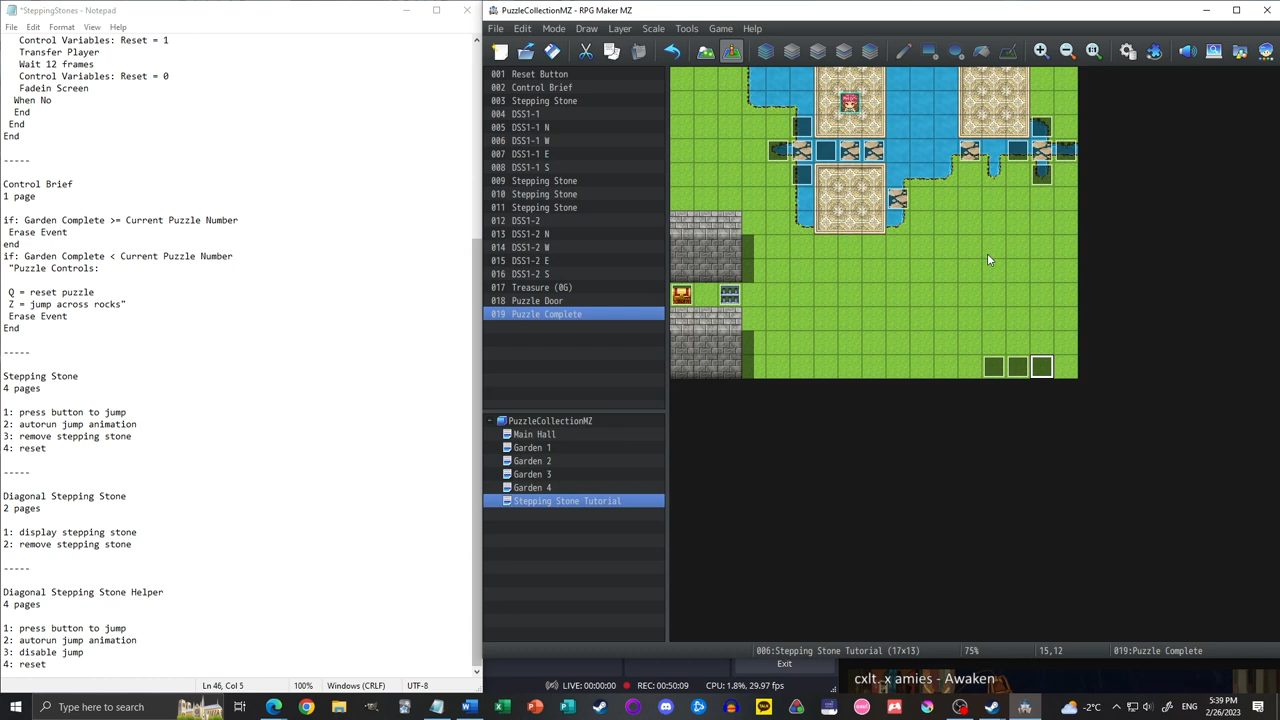 *SteppingStones - Notepad
File Edit Format View Help
Control Variables: Reset = 1
Transfer Player
Wait 12 frames
Control Variables: Reset = 0
Fadein Screen
When No
End
End
End
-----
Control Brief
1 page
if: Garden Complete >= Current Puzzle Number
Erase Event
end
if: Garden Complete < Current Puzzle Number
"Puzzle Controls:
Q = reset puzzle
Z = jump across rocks"
Erase Event
End
-----
Stepping Stone
4 pages
1: press button to jump
2: autorun jump animation
3: remove stepping stone
4: reset
-----
Diagonal Stepping Stone
2 pages
1: display stepping stone
2: remove stepping stone
-----
Diagonal Stepping Stone Helper
4 pages
1: press button to jump
2: autorun jump animation
3: disable jump
4: reset
Ln 46, Col 5 100% Windows (CRLF) UTF-8
PuzzleCollectionMZ - RPG Maker MZ
File Edit Mode Draw Layer Scale Tools Game Help
001 Reset Button
002 Control Brief
003 Stepping Stone
004 DSS1-1
005 DSS1-1 N
006 DSS1-1 W
007 DSS1-1 E
008 DSS1-1 S
009 Stepping Stone
010 Stepping Stone
011 Stepping Stone
012 DSS1-2
013 DSS1-2 N
014 DSS1-2 W
015 DSS1-2 E
016 DSS1-2 S
017 Treasure (0G)
018 Puzzle Door
019 Puzzle Complete
PuzzleCollectionMZ
Main Hall
Garden 1
Garden 2
Garden 3
Garden 4
Stepping Stone Tutorial
006:Stepping Stone Tutorial (17x13) 75% 15,12 019:Puzzle Complete
Exit
LIVE: 00:00:00 REC: 00:50:09 CPU: 1.8%, 29.97 fps
cxlt. x amies - Awaken
Type here to search
-2°C
ENG
5:39 PM
2/26/2023